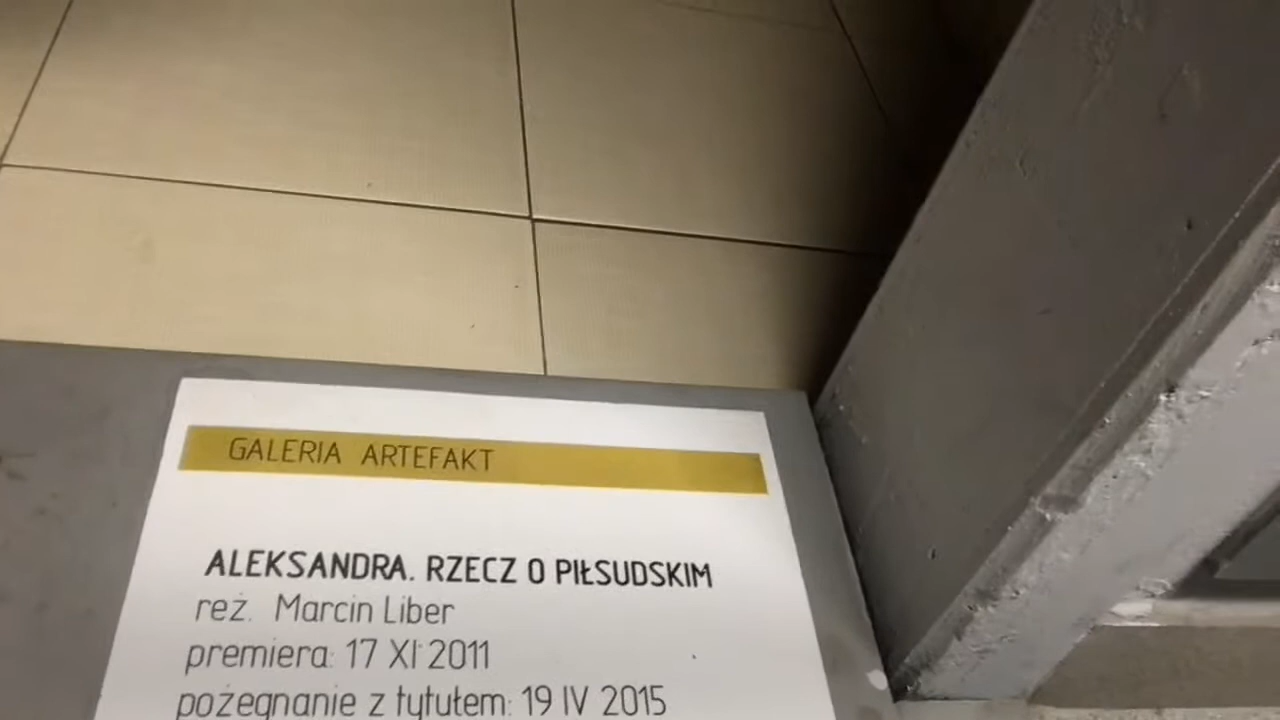 GALERIA ARTEFAKT
ALEKSANDRA. RZECZ O PIŁSUDSKIM
reż. Marcin Liber
premiera: 17 XI 2011
pożegnanie z tytułem: 19 IV 2015